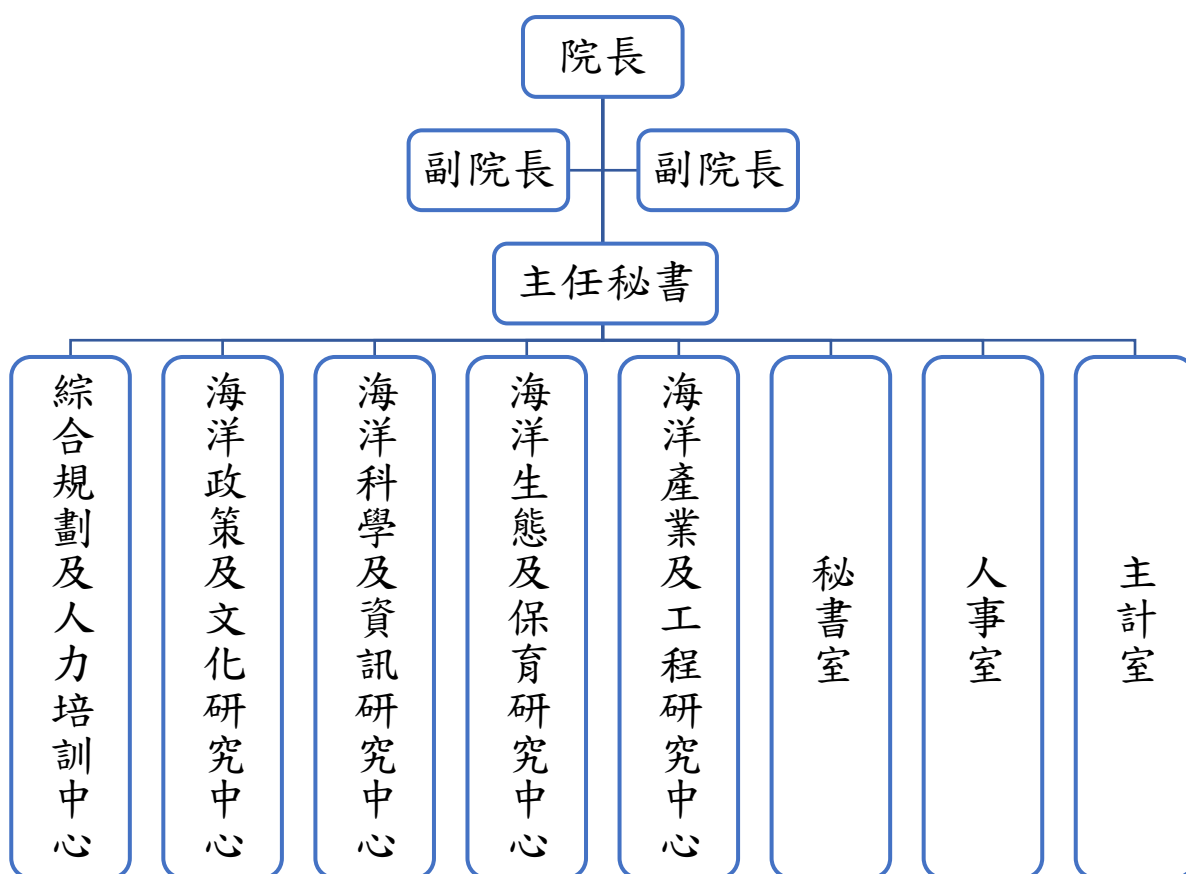 院長
副院長
副院長
主任秘書
綜合規劃及人力培訓中心
海洋政策及文化研究中心
海洋科學及資訊研究中心
海洋生態及保育研究中心
海洋產業及工程研究中心
秘書室
人事室
主計室